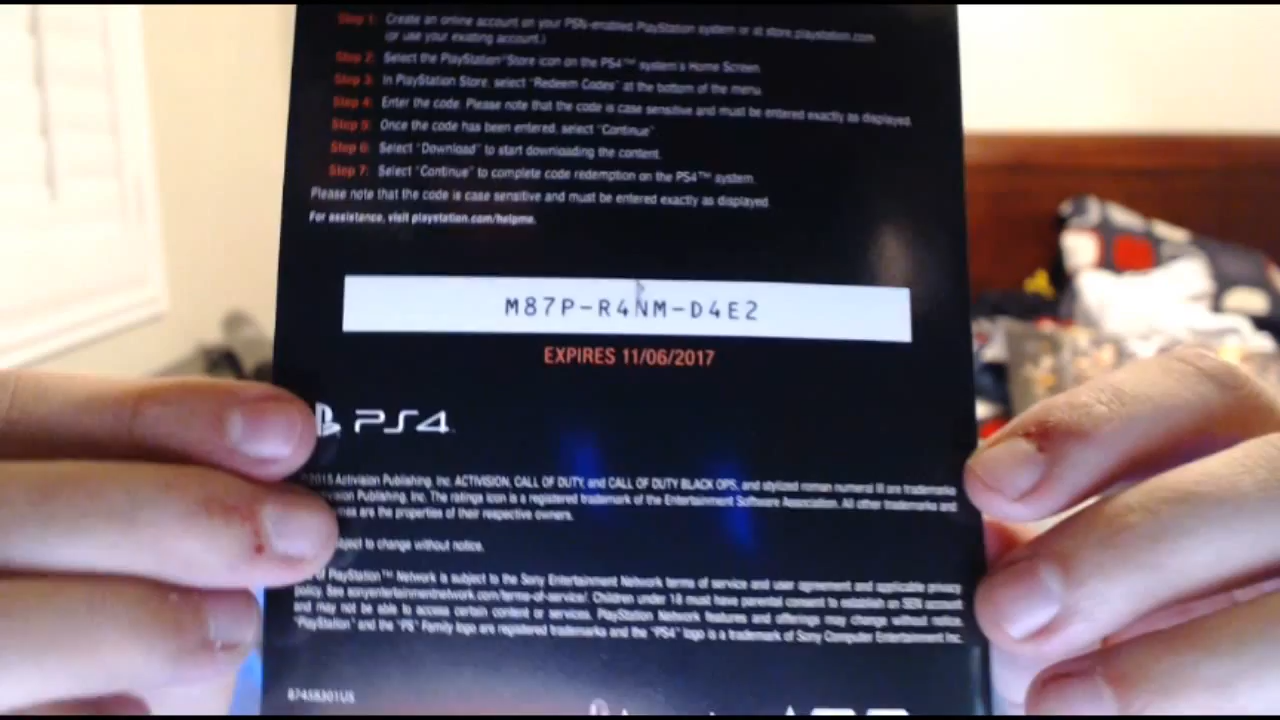 Step 1: Create an online account on your PSN-enabled PlayStation system or at store.playstation.com
(or use your existing account.)
Step 2: Select the PlayStation®Store icon on the PS4™ system's Home Screen.
Step 3: In PlayStation Store, select "Redeem Codes" at the bottom of the menu.
Step 4: Enter the code. Please note that the code is case sensitive and must be entered exactly as displayed.
Step 5: Once the code has been entered, select "Continue"
Step 6: Select "Download" to start downloading the content.
Step 7: Select "Continue" to complete code redemption on the PS4™ system.
Please note that the code is case sensitive and must be entered exactly as displayed.
For assistance, visit playstation.com/helpme.
M87P-R4NM-D4E2
EXPIRES 11/06/2017
PS4
©2015 Activision Publishing, Inc. ACTIVISION, CALL OF DUTY, and CALL OF DUTY BLACK OPS, and stylized roman numeral III are trademarks
Publishing, Inc. The ratings icon is a registered trademark of the Entertainment Software Association. All other trademarks and
are the properties of their respective owners.
to change without notice.
of PlayStation™ Network is subject to the Sony Entertainment Network terms of service and user agreement and applicable privacy
policy. See sonyentertainmentnetwork.com/terms-of-service/. Children under 18 must have parental consent to establish an SEN account
and may not be able to access certain content or services. PlayStation Network features and offerings may change without notice.
"PlayStation" and the "PS" Family logo are registered trademarks and the "PS4" logo is a trademark of Sony Computer Entertainment Inc.
87458301US